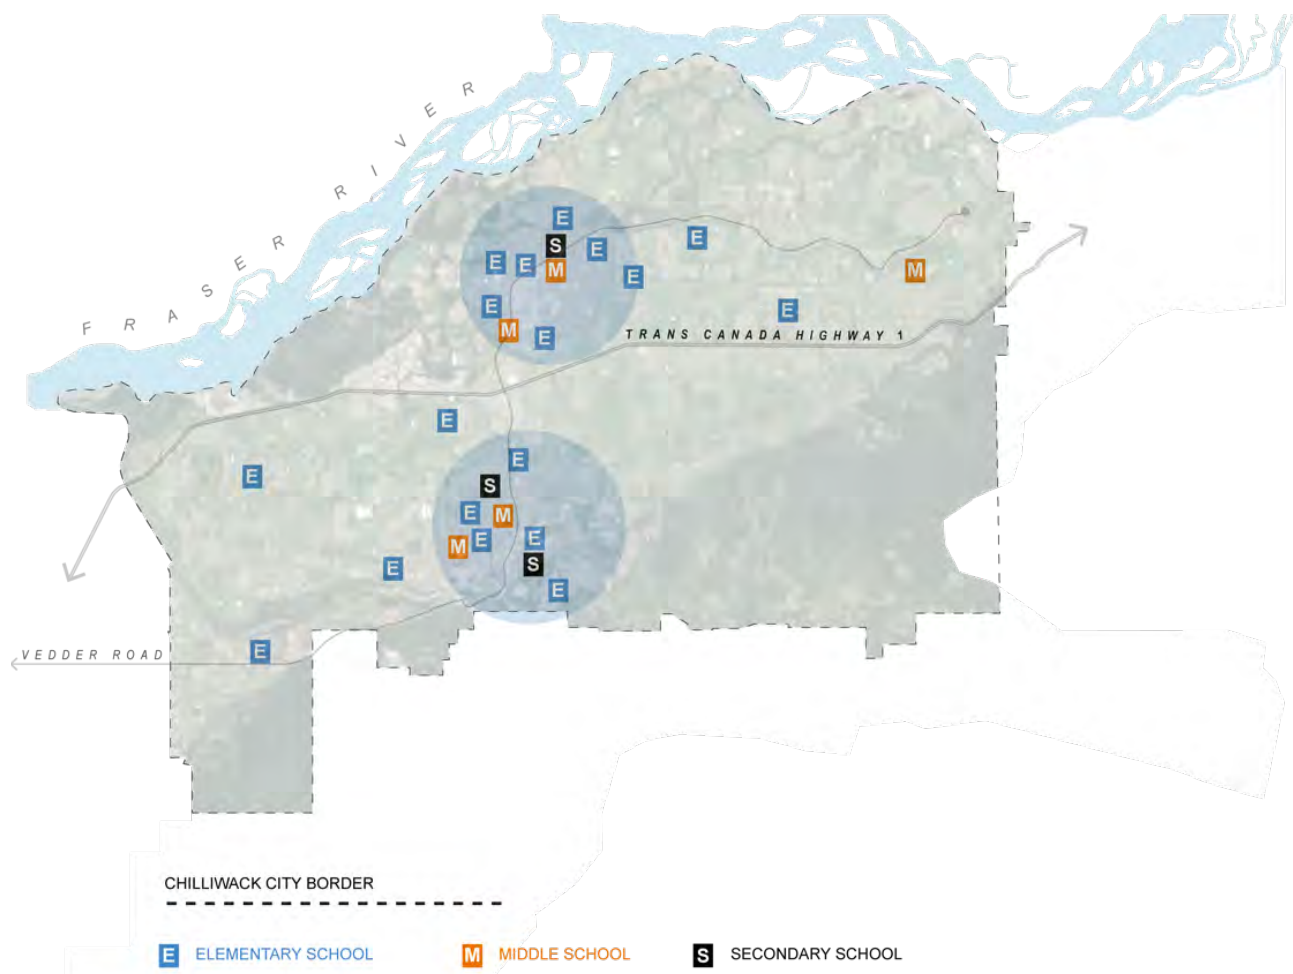 FRASER RIVER
E
S
E
E
E
M
E
E
M
E
E
M
E
E
TRANS CANADA HIGHWAY 1
E
E
E
S
E
M
E
M
E
S
E
E
E
VEDDER ROAD
CHILLIWACK CITY BORDER
E ELEMENTARY SCHOOL
M MIDDLE SCHOOL
S SECONDARY SCHOOL